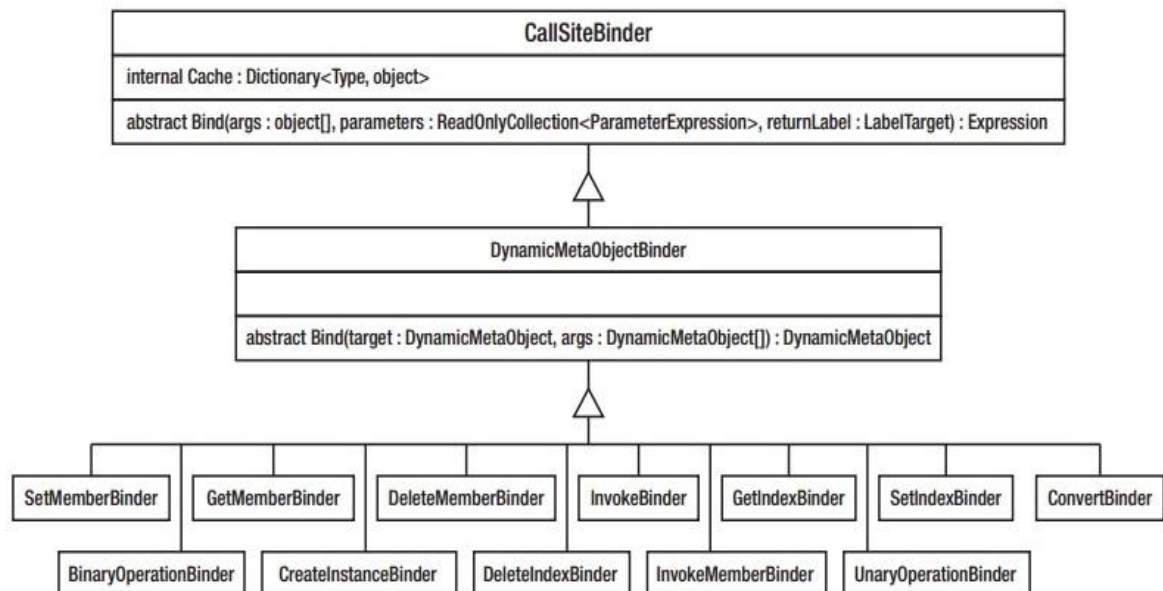 CallSiteBinder
internal Cache : Dictionary<Type, object>
abstract Bind(args : object[], parameters : ReadOnlyCollection<ParameterExpression>, returnLabel : LabelTarget) : Expression
DynamicMetaObjectBinder
abstract Bind(target : DynamicMetaObject, args : DynamicMetaObject[]) : DynamicMetaObject
SetMemberBinder
GetMemberBinder
DeleteMemberBinder
InvokeBinder
GetIndexBinder
SetIndexBinder
ConvertBinder
BinaryOperationBinder
CreateInstanceBinder
DeleteIndexBinder
InvokeMemberBinder
UnaryOperationBinder